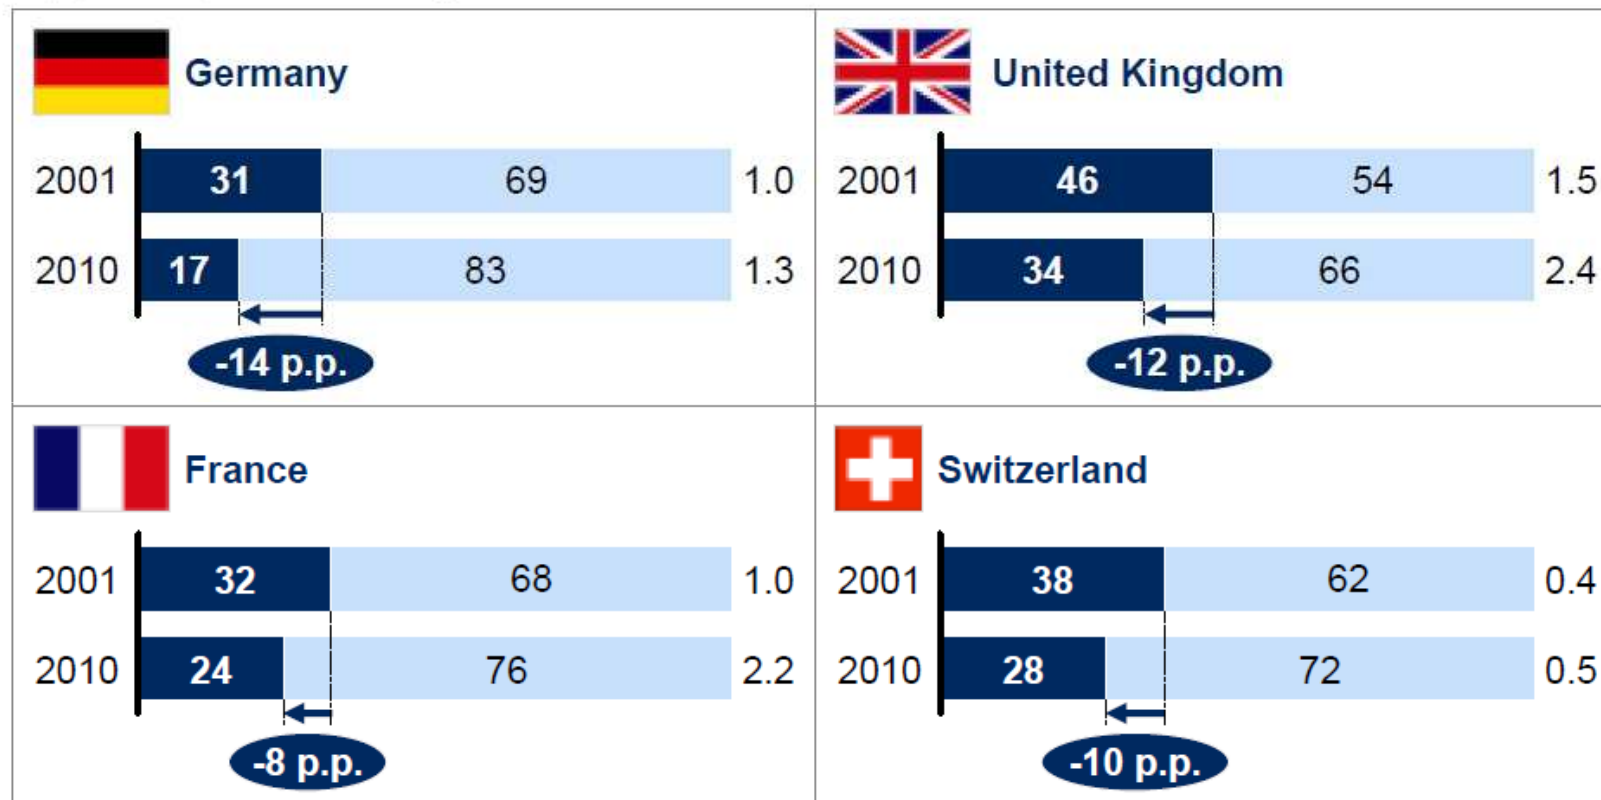 Germany
2001 31 69 1.0
2010 17 83 1.3
-14 p.p.
United Kingdom
2001 46 54 1.5
2010 34 66 2.4
-12 p.p.
France
2001 32 68 1.0
2010 24 76 2.2
-8 p.p.
Switzerland
2001 38 62 0.4
2010 28 72 0.5
-10 p.p.